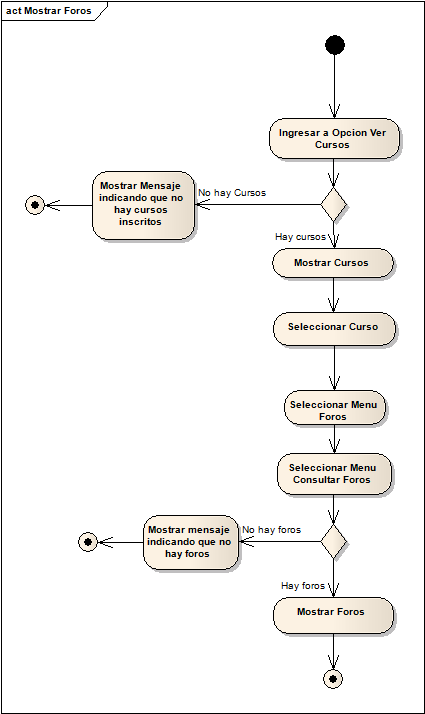 act Mostrar Foros
Ingresar a Opcion Ver
Cursos
No hay Cursos
Mostrar Mensaje
indicando que no
hay cursos
inscritos
Hay cursos
Mostrar Cursos
Seleccionar Curso
Seleccionar Menu
Foros
Seleccionar Menu
Consultar Foros
No hay foros
Mostrar mensaje
indicando que no
hay foros
Hay foros
Mostrar Foros